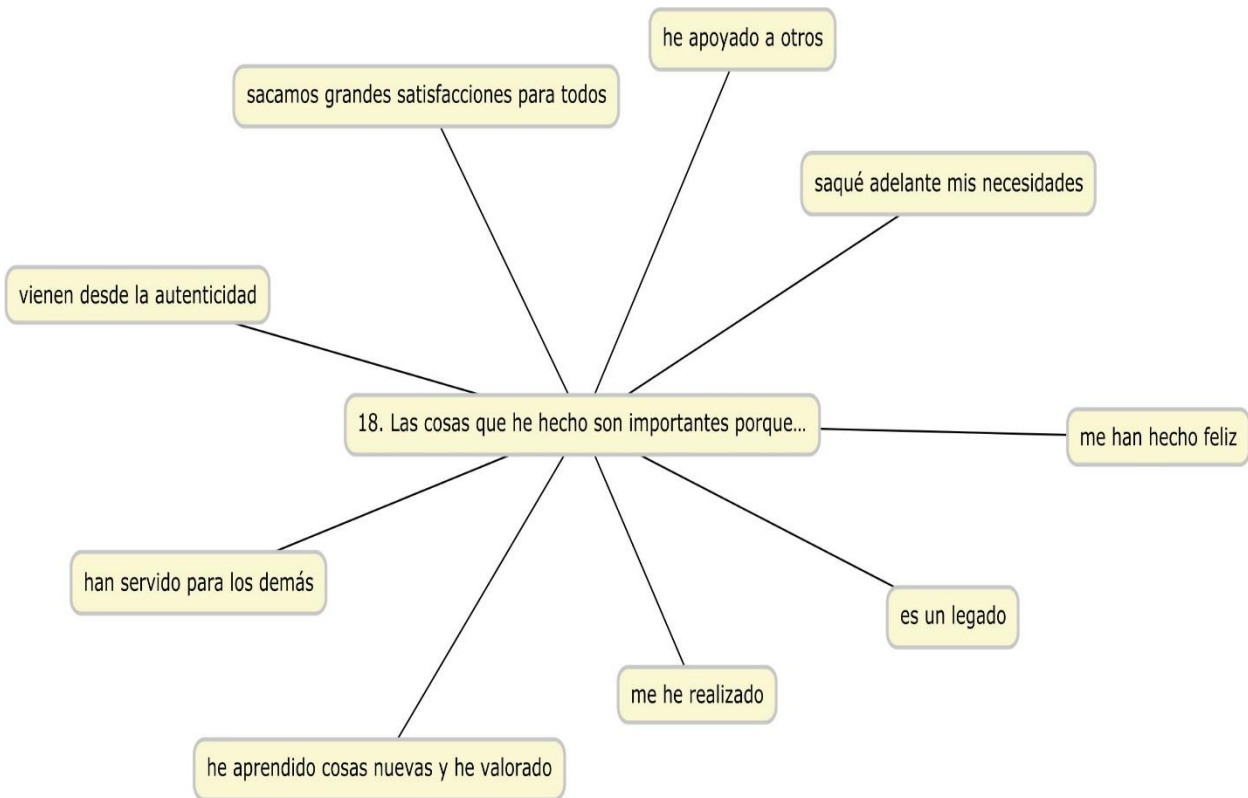 he apoyado a otros
sacamos grandes satisfacciones para todos
saqué adelante mis necesidades
vienen desde la autenticidad
18. Las cosas que he hecho son importantes porque...
me han hecho feliz
han servido para los demás
es un legado
me he realizado
he aprendido cosas nuevas y he valorado